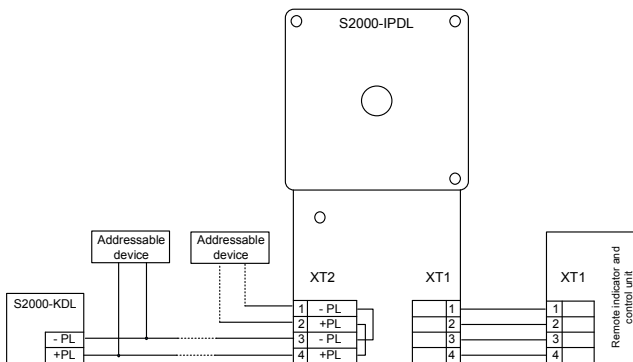 S2000-IPDL
Addressable
device
Addressable
device
XT2
XT1
XT1
Remote indicator and
control unit
S2000-KDL
- PL
+PL
1 - PL
2 +PL
3 - PL
4 +PL
1
2
3
4
1
2
3
4